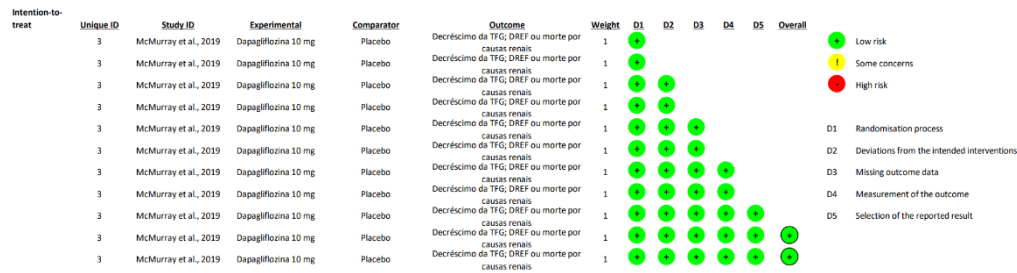 Intention-to-
treat
Unique ID Study ID Experimental Comparator Outcome Weight D1 D2 D3 D4 D5 Overall
3 McMurray et al., 2019 Dapagliflozina 10 mg Placebo Decréscimo da TFG; DREF ou morte por causas renais 1 +
3 McMurray et al., 2019 Dapagliflozina 10 mg Placebo Decréscimo da TFG; DREF ou morte por causas renais 1 +
3 McMurray et al., 2019 Dapagliflozina 10 mg Placebo Decréscimo da TFG; DREF ou morte por causas renais 1 + +
3 McMurray et al., 2019 Dapagliflozina 10 mg Placebo Decréscimo da TFG; DREF ou morte por causas renais 1 + +
3 McMurray et al., 2019 Dapagliflozina 10 mg Placebo Decréscimo da TFG; DREF ou morte por causas renais 1 + + +
3 McMurray et al., 2019 Dapagliflozina 10 mg Placebo Decréscimo da TFG; DREF ou morte por causas renais 1 + + +
3 McMurray et al., 2019 Dapagliflozina 10 mg Placebo Decréscimo da TFG; DREF ou morte por causas renais 1 + + + +
3 McMurray et al., 2019 Dapagliflozina 10 mg Placebo Decréscimo da TFG; DREF ou morte por causas renais 1 + + + +
3 McMurray et al., 2019 Dapagliflozina 10 mg Placebo Decréscimo da TFG; DREF ou morte por causas renais 1 + + + + +
3 McMurray et al., 2019 Dapagliflozina 10 mg Placebo Decréscimo da TFG; DREF ou morte por causas renais 1 + + + + + +
3 McMurray et al., 2019 Dapagliflozina 10 mg Placebo Decréscimo da TFG; DREF ou morte por causas renais 1 + + + + + +
+ Low risk
! Some concerns
- High risk
D1 Randomisation process
D2 Deviations from the intended interventions
D3 Missing outcome data
D4 Measurement of the outcome
D5 Selection of the reported result